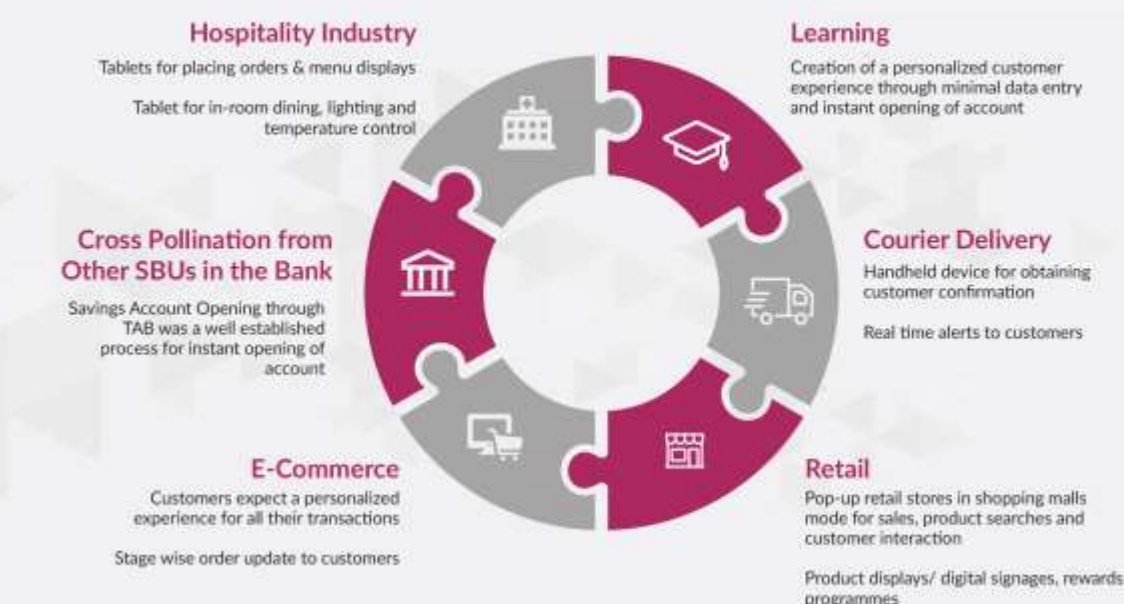 Hospitality Industry
Tablets for placing orders & menu displays
Tablet for in-room dining, lighting and
temperature control
Learning
Creation of a personalized customer
experience through minimal data entry
and instant opening of account
Cross Pollination from
Other SBUs in the Bank
Savings Account Opening through
TAB was a well established
process for instant opening of
account
Courier Delivery
Handheld device for obtaining
customer confirmation
Real time alerts to customers
E-Commerce
Customers expect a personalized
experience for all their transactions
Stage wise order update to customers
Retail
Pop-up retail stores in shopping malls
mode for sales, product searches and
customer interaction
Product displays/ digital signages, rewards
programmes